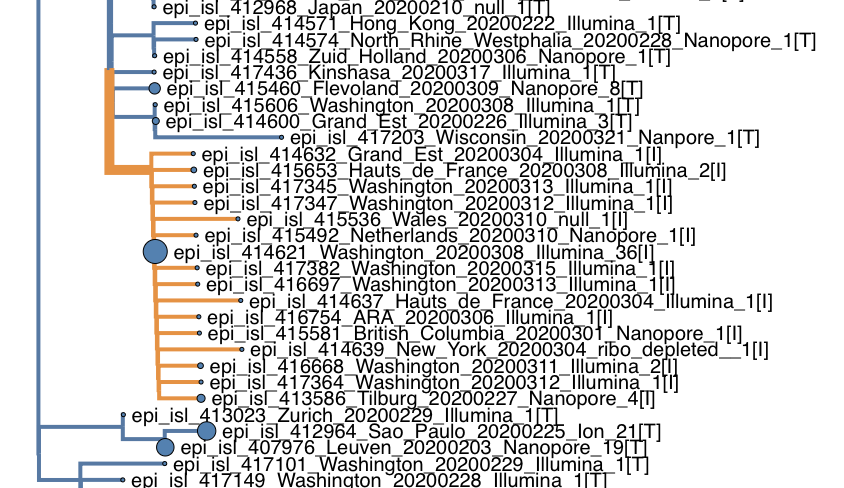 epi_isl_412968_Japan_20200210_null_1[T]
epi_isl_414571_Hong_Kong_20200222_Illumina_1[T]
epi_isl_414574_North_Rhine_Westphalia_20200228_Nanopore_1[T]
epi_isl_414558_Zuid_Holland_20200306_Nanopore_1[T]
epi_isl_417436_Kinshasa_20200317_Illumina_1[T]
epi_isl_415460_Flevoland_20200309_Nanopore_8[T]
epi_isl_415606_Washington_20200308_Illumina_1[T]
epi_isl_414600_Grand_Est_20200226_Illumina_3[T]
epi_isl_417203_Wisconsin_20200321_Nanpore_1[T]
epi_isl_414632_Grand_Est_20200304_Illumina_1[I]
epi_isl_415653_Hauts_de_France_20200308_Illumina_2[I]
epi_isl_417345_Washington_20200313_Illumina_1[I]
epi_isl_417347_Washington_20200312_Illumina_1[I]
epi_isl_415536_Wales_20200310_null_1[I]
epi_isl_415492_Netherlands_20200310_Nanopore_1[I]
epi_isl_414621_Washington_20200308_Illumina_36[I]
epi_isl_417382_Washington_20200315_Illumina_1[I]
epi_isl_416697_Washington_20200313_Illumina_1[I]
epi_isl_414637_Hauts_de_France_20200304_Illumina_1[I]
epi_isl_416754_ARA_20200306_Illumina_1[I]
epi_isl_415581_British_Columbia_20200301_Nanopore_1[I]
epi_isl_414639_New_York_20200304_ribo_depleted__1[I]
epi_isl_416668_Washington_20200311_Illumina_2[I]
epi_isl_417364_Washington_20200312_Illumina_1[I]
epi_isl_413586_Tilburg_20200227_Nanopore_4[I]
epi_isl_413023_Zurich_20200229_Illumina_1[T]
epi_isl_412964_Sao_Paulo_20200225_Ion_21[T]
epi_isl_407976_Leuven_20200203_Nanopore_19[T]
epi_isl_417101_Washington_20200229_Illumina_1[T]
epi_isl_417149_Washington_20200228_Illumina_1[T]